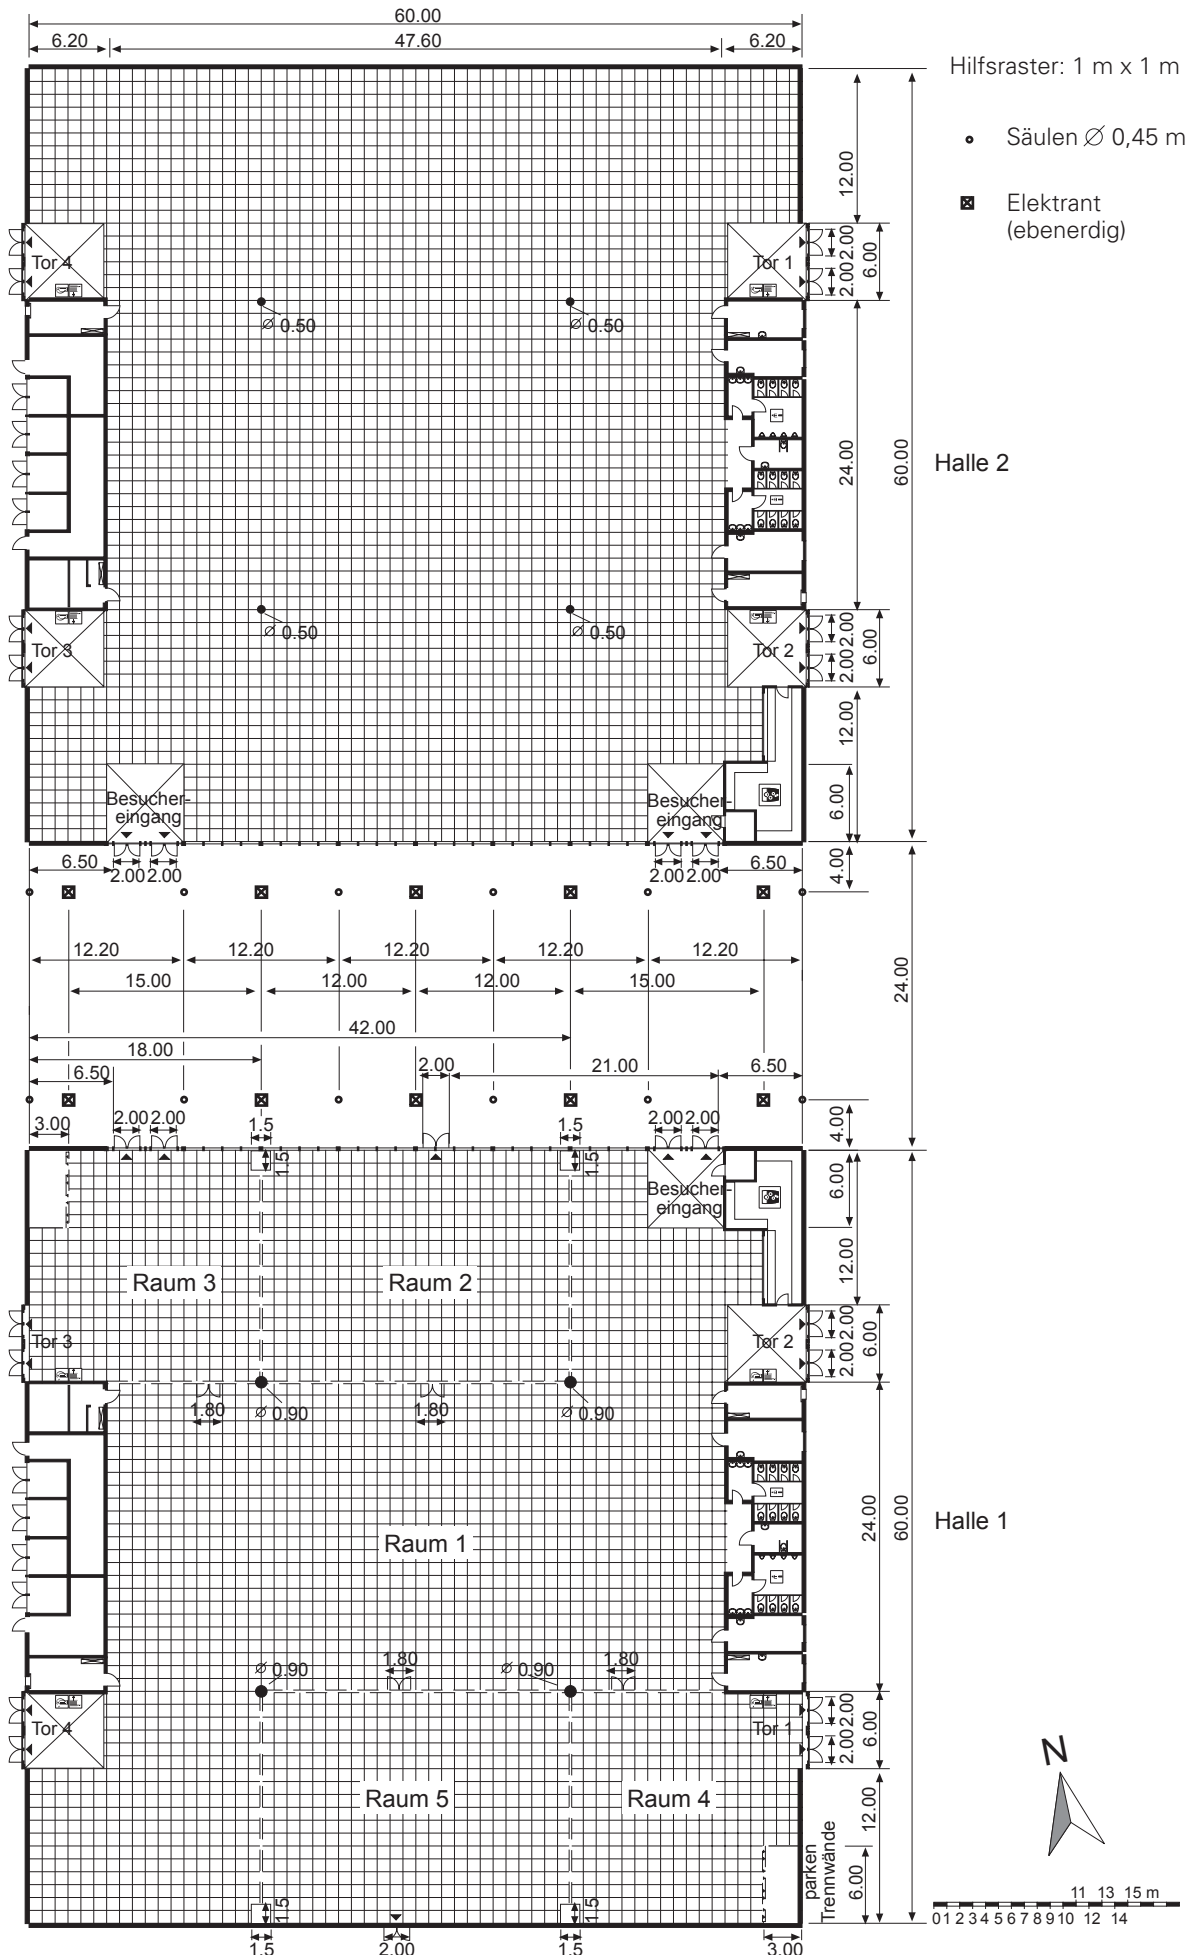 60.00
6.20
47.60
6.20
Hilfsraster: 1 m x 1 m
Säulen ∅ 0,45 m
Elektrant
(ebenerdig)
12.00
Tor 4
Tor 1
2.00
2.00
6.00
∅ 0.50
∅ 0.50
24.00
60.00
Halle 2
∅ 0.50
∅ 0.50
Tor 3
Tor 2
2.00
2.00
6.00
12.00
Besucher-
eingang
Besucher-
eingang
6.00
6.50
2.00
2.00
2.00
2.00
6.50
4.00
12.20
12.20
12.20
12.20
12.20
15.00
12.00
12.00
15.00
24.00
42.00
18.00
6.50
2.00
21.00
6.50
3.00
2.00
2.00
1.5
1.5
2.00
2.00
4.00
1.5
1.5
Besucher-
eingang
6.00
12.00
Raum 3
Raum 2
Tor 3
Tor 2
2.00
2.00
6.00
1.80
∅ 0.90
1.80
∅ 0.90
24.00
60.00
Halle 1
Raum 1
∅ 0.90
1.80
∅ 0.90
1.80
Tor 4
Tor 1
2.00
2.00
6.00
N
Raum 5
Raum 4
12.00
parken
Trennwände
6.00
1.5
1.5
1.5
2.00
1.5
3.00
11 13 15 m
0 1 2 3 4 5 6 7 8 9 10 12 14